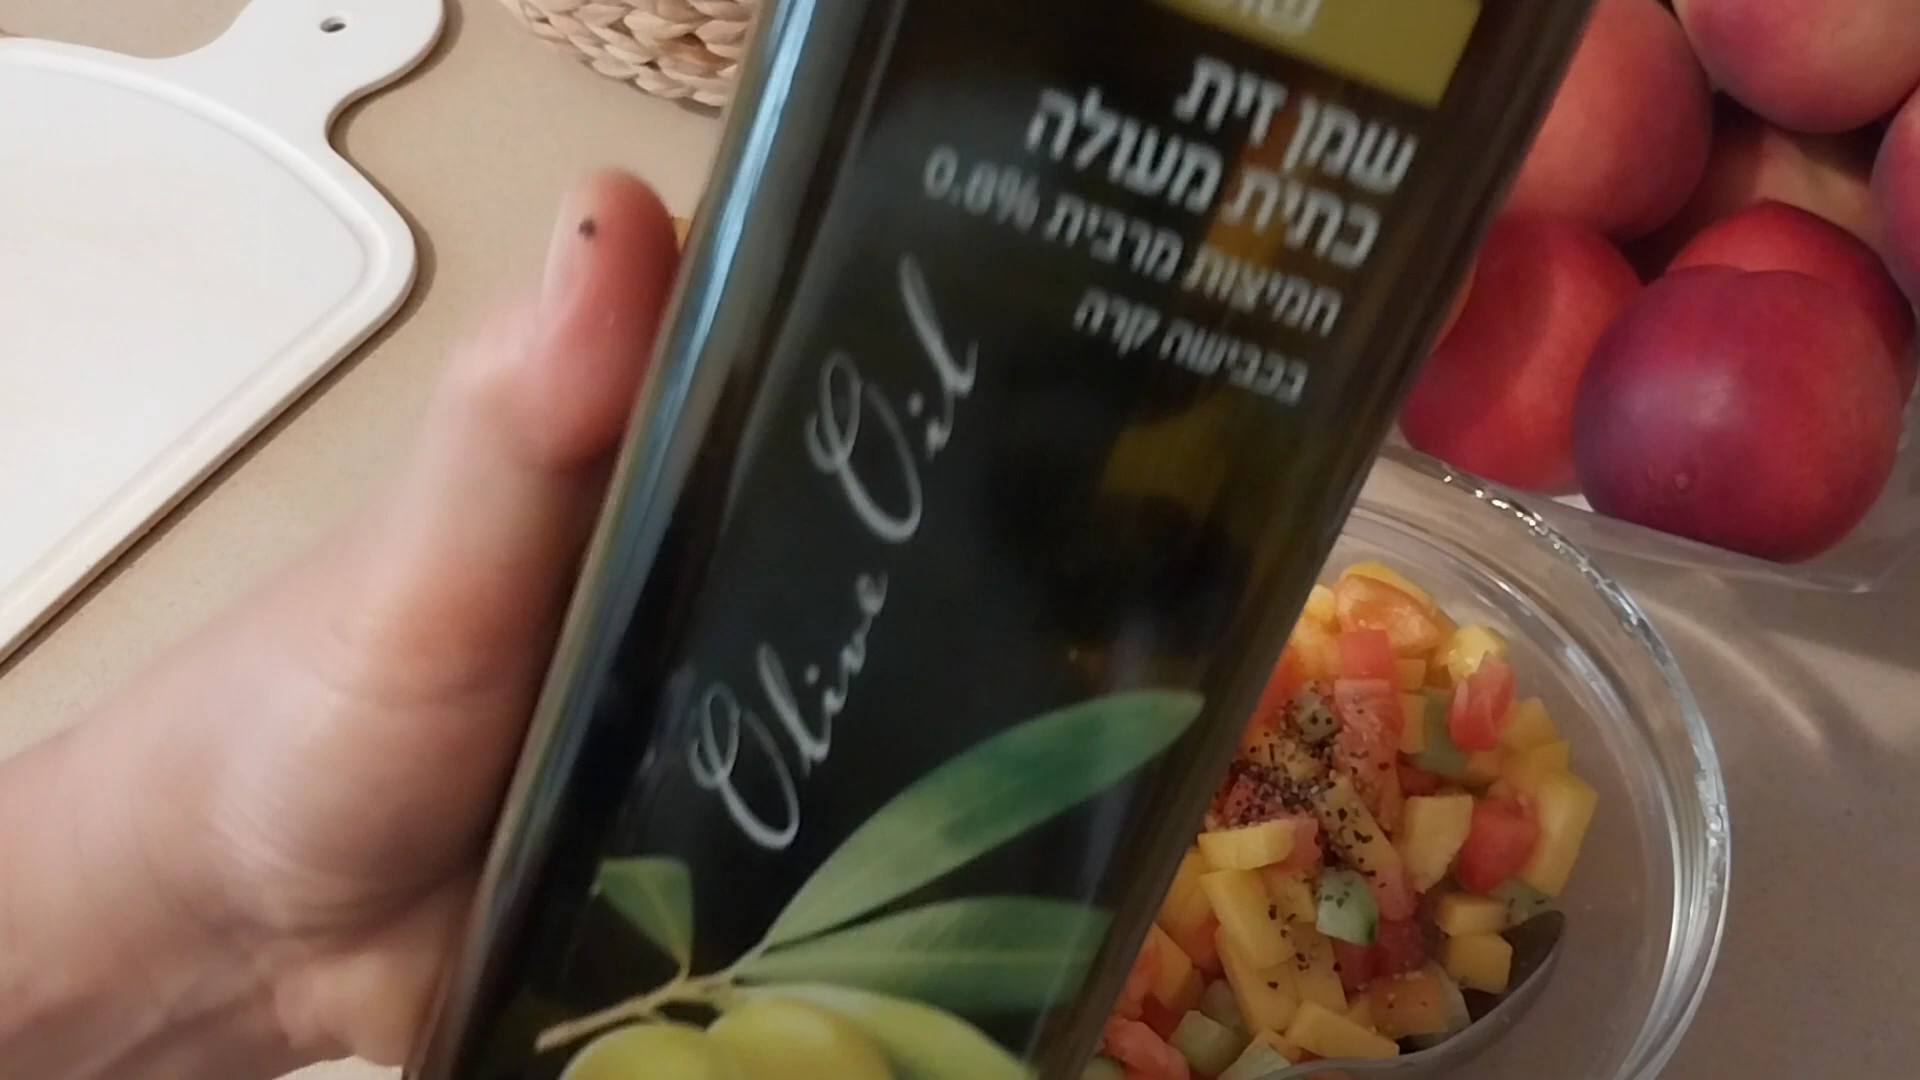 שמן זית
כתית מעולה
חמיצות מרבית 0.8%
בכבישה קרה
Olive Oil